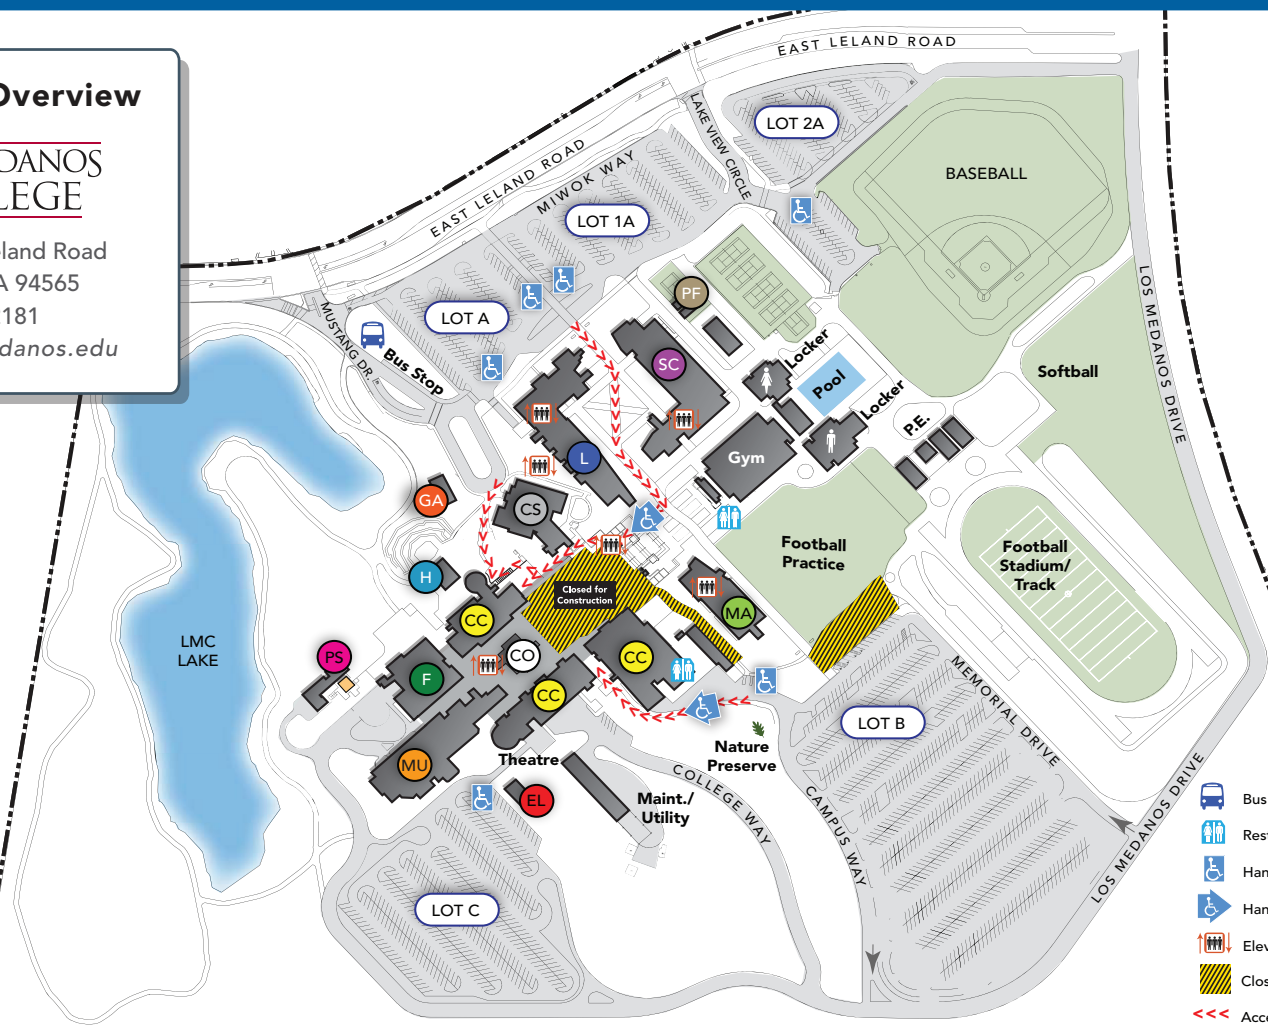 Overview
DANOS
LEGE
land Road
A 94565
2181
danos.edu
EAST LELAND ROAD
EAST LELAND ROAD
LAKE VIEW CIRCLE
LOT 2A
MIWOK WAY
LOT 1A
BASEBALL
LOS MEDANOS DRIVE
LOT A
MUSTANG DR.
Bus Stop
PF
SC
Locker
Pool
Locker
P.E.
Softball
L
Gym
GA
CS
Football
Practice
Football
Stadium/
Track
H
Closed for
Construction
MA
CC
LMC
LAKE
PS
CO
CC
F
CC
MU
Theatre
EL
Maint./
Utility
Nature
Preserve
COLLEGE WAY
CAMPUS WAY
LOT B
MEMORIAL DRIVE
LOS MEDANOS DRIVE
LOT C
Bus
Res
Han
Han
Elev
Clos
Acce